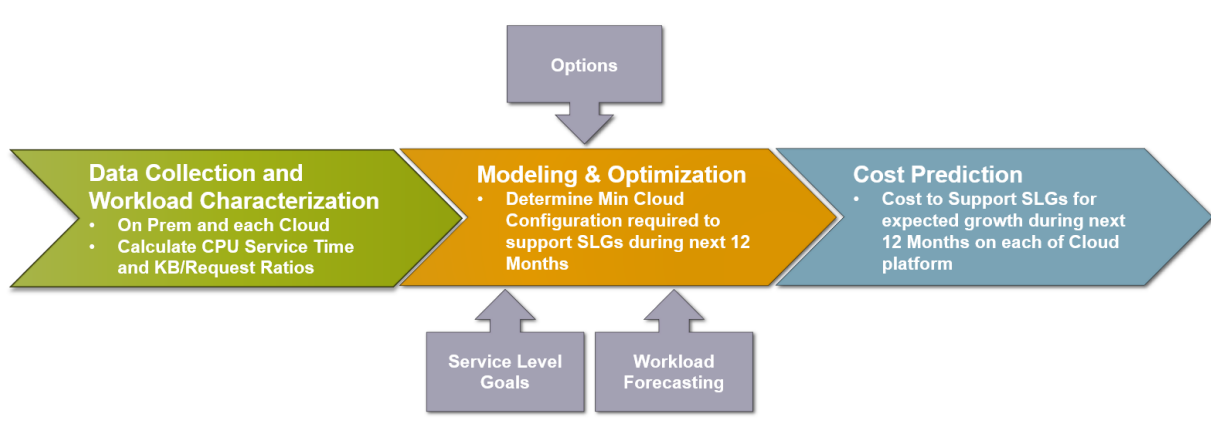 Options
Data Collection and
Workload Characterization
• On Prem and each Cloud
• Calculate CPU Service Time
and KB/Request Ratios
Modeling & Optimization
• Determine Min Cloud
Configuration required to
support SLGs during next 12
Months
Cost Prediction
• Cost to Support SLGs for
expected growth during next
12 Months on each of Cloud
platform
Service Level
Goals
Workload
Forecasting